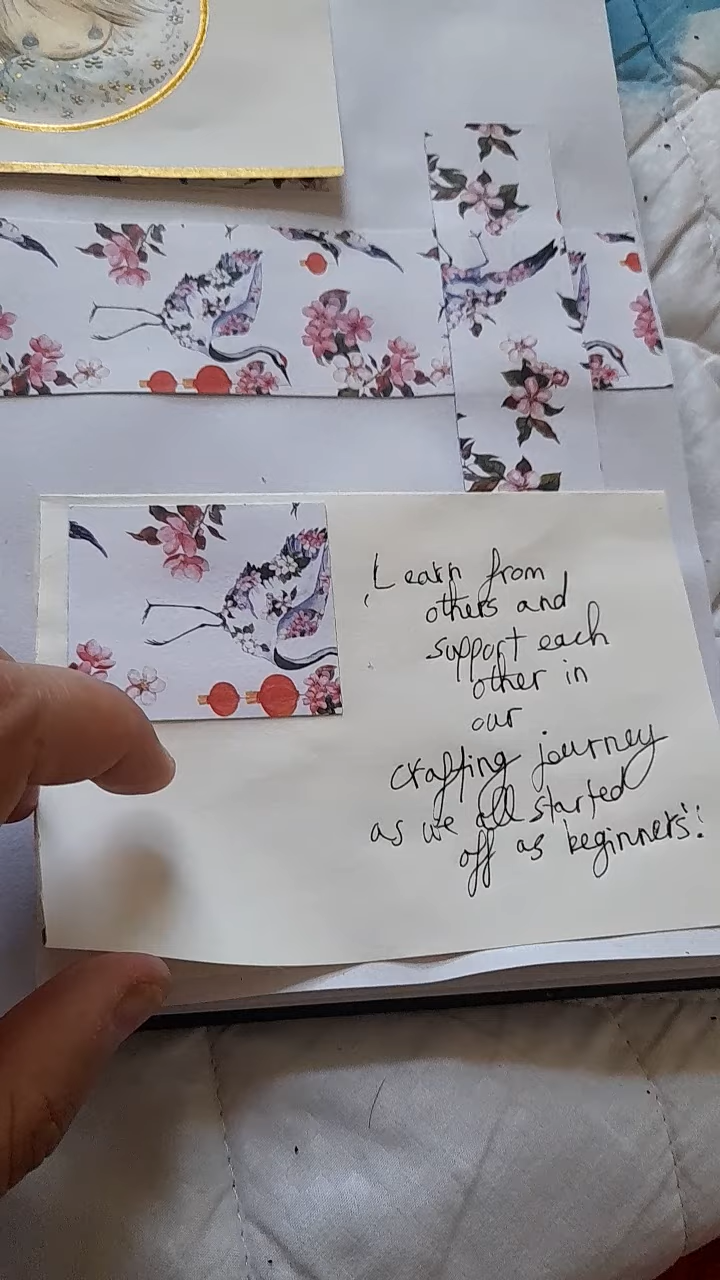 'Learn from
others and
support each
other in
our
crafting journey
as we all started
off as beginners'.